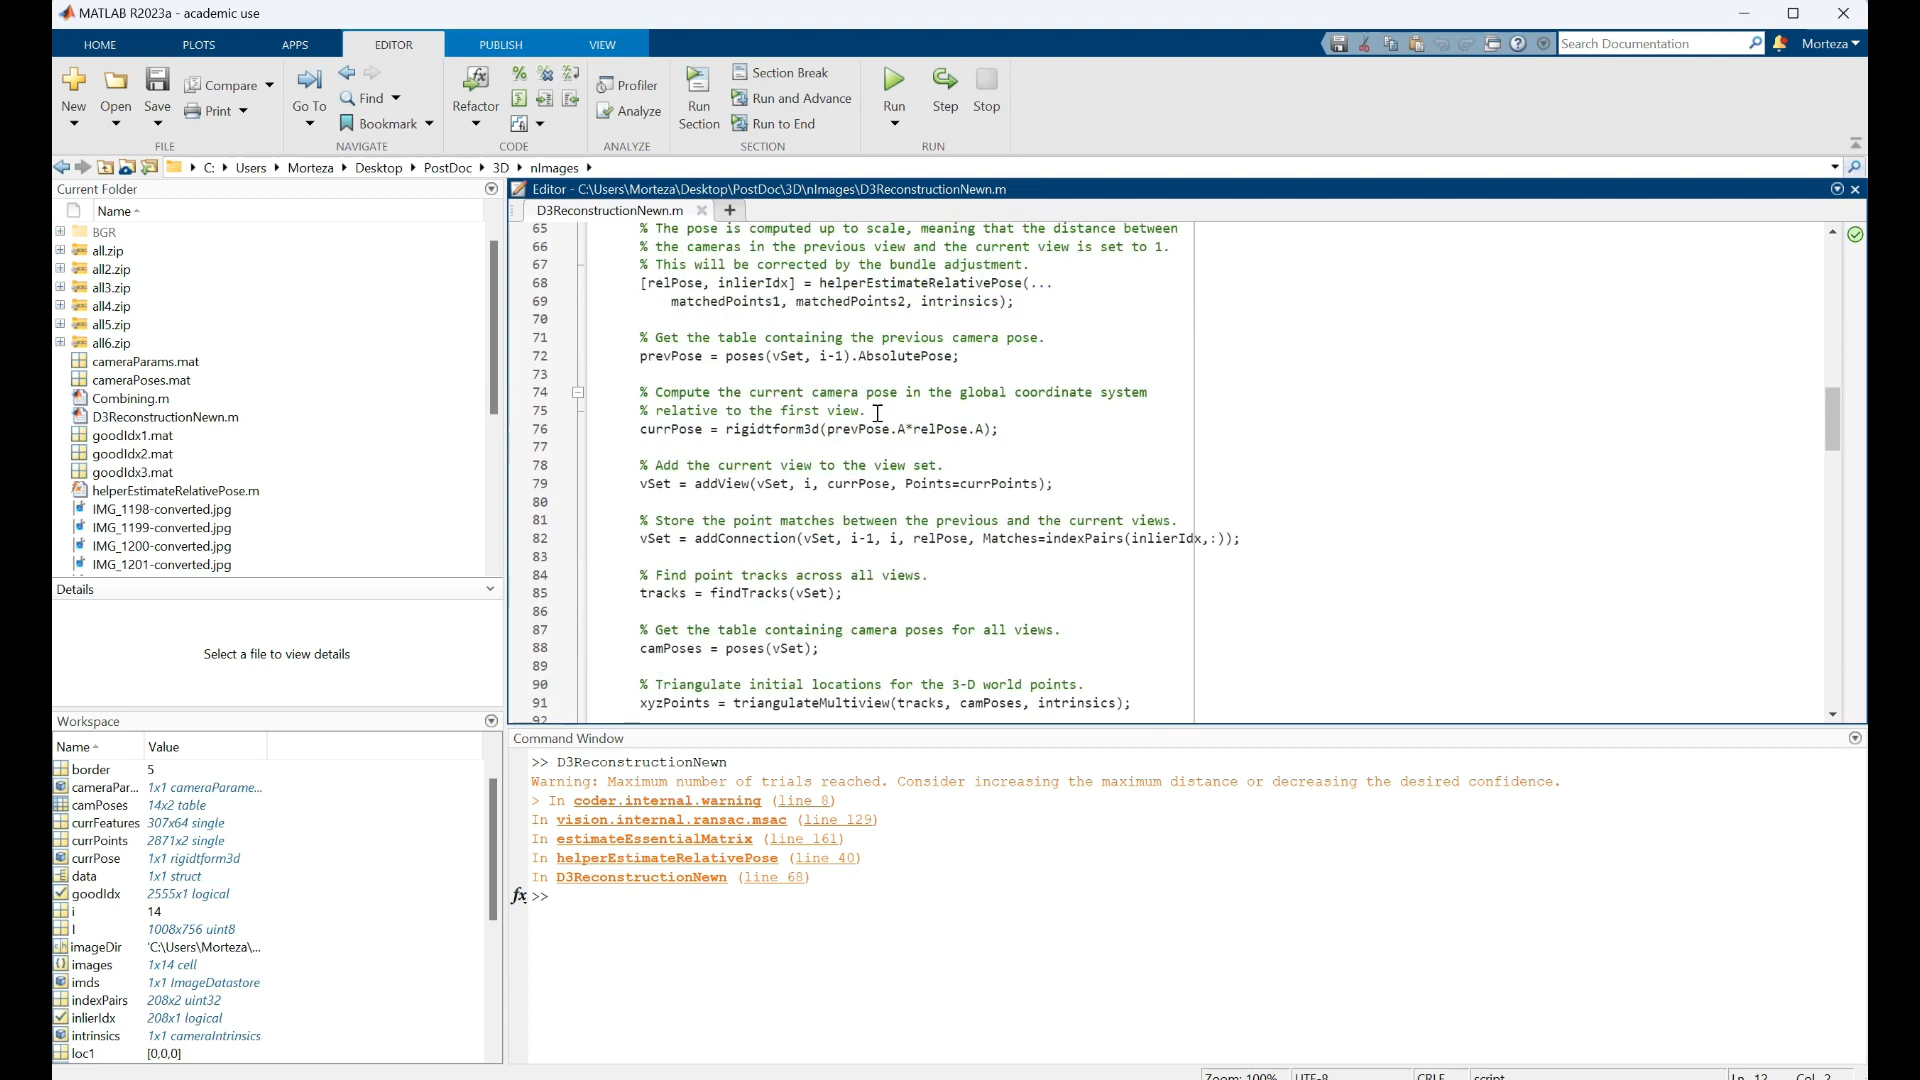 MATLAB R2023a - academic use
HOME PLOTS APPS EDITOR PUBLISH VIEW
Search Documentation
Morteza
New Open Save Compare Print
FILE
Go To Find Bookmark
NAVIGATE
Refactor
CODE
Profiler
Analyze
ANALYZE
Run Section
Section Break
Run and Advance
Run to End
SECTION
Run Step Stop
RUN
C: Users Morteza Desktop PostDoc 3D nImages
Current Folder
Name
BGR
all.zip
all2.zip
all3.zip
all4.zip
all5.zip
all6.zip
cameraParams.mat
cameraPoses.mat
Combining.m
D3ReconstructionNewn.m
goodIdx1.mat
goodIdx2.mat
goodIdx3.mat
helperEstimateRelativePose.m
IMG_1198-converted.jpg
IMG_1199-converted.jpg
IMG_1200-converted.jpg
IMG_1201-converted.jpg
Details
Select a file to view details
Workspace
Name Value
border 5
cameraPar... 1x1 cameraParame...
camPoses 14x2 table
currFeatures 307x64 single
currPoints 2871x2 single
currPose 1x1 rigidtform3d
data 1x1 struct
goodIdx 2555x1 logical
i 14
I 1008x756 uint8
imageDir 'C:\Users\Morteza\...
images 1x14 cell
imds 1x1 ImageDatastore
indexPairs 208x2 uint32
inlierIdx 208x1 logical
intrinsics 1x1 cameraIntrinsics
loc1 [0,0,0]
Editor - C:\Users\Morteza\Desktop\PostDoc\3D\nImages\D3ReconstructionNewn.m
D3ReconstructionNewn.m
65 % The pose is computed up to scale, meaning that the distance between
66 % the cameras in the previous view and the current view is set to 1.
67 % This will be corrected by the bundle adjustment.
68 [relPose, inlierIdx] = helperEstimateRelativePose(...
69 matchedPoints1, matchedPoints2, intrinsics);
70
71 % Get the table containing the previous camera pose.
72 prevPose = poses(vSet, i-1).AbsolutePose;
73
74 % Compute the current camera pose in the global coordinate system
75 % relative to the first view.
76 currPose = rigidtform3d(prevPose.A*relPose.A);
77
78 % Add the current view to the view set.
79 vSet = addView(vSet, i, currPose, Points=currPoints);
80
81 % Store the point matches between the previous and the current views.
82 vSet = addConnection(vSet, i-1, i, relPose, Matches=indexPairs(inlierIdx,:));
83
84 % Find point tracks across all views.
85 tracks = findTracks(vSet);
86
87 % Get the table containing camera poses for all views.
88 camPoses = poses(vSet);
89
90 % Triangulate initial locations for the 3-D world points.
91 xyzPoints = triangulateMultiview(tracks, camPoses, intrinsics);
92
Command Window
>> D3ReconstructionNewn
Warning: Maximum number of trials reached. Consider increasing the maximum distance or decreasing the desired confidence.
> In coder.internal.warning (line 8)
In vision.internal.ransac.msac (line 129)
In estimateEssentialMatrix (line 161)
In helperEstimateRelativePose (line 40)
In D3ReconstructionNewn (line 68)
fx >>
Zoom: 100% UTF-8 CRLF script Ln 12 Col 2